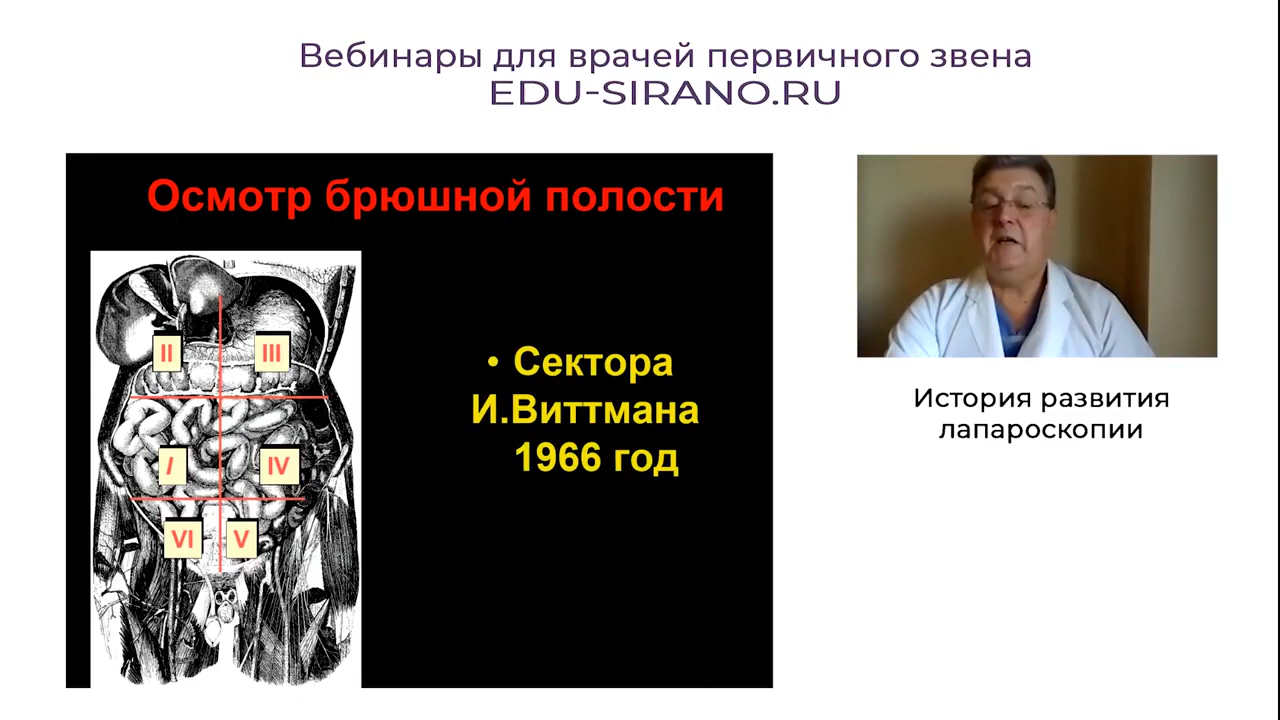 Вебинары для врачей первичного звена
EDU-SIRANO.RU
Осмотр брюшной полости
II
III
I
IV
VI
V
• Сектора
И.Виттмана
1966 год
История развития
лапароскопии